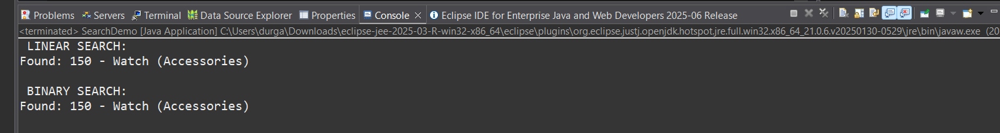 Problems Servers Terminal Data Source Explorer Properties Console Eclipse IDE for Enterprise Java and Web Developers 2025-06 Release
<terminated> SearchDemo [Java Application] C:\Users\durga\Downloads\eclipse-jee-2025-03-R-win32-x86_64\eclipse\plugins\org.eclipse.justj.openjdk.hotspot.jre.full.win32.x86_64_21.0.6.v20250130-0529\jre\bin\javaw.exe (20
LINEAR SEARCH:
Found: 150 - Watch (Accessories)
BINARY SEARCH:
Found: 150 - Watch (Accessories)